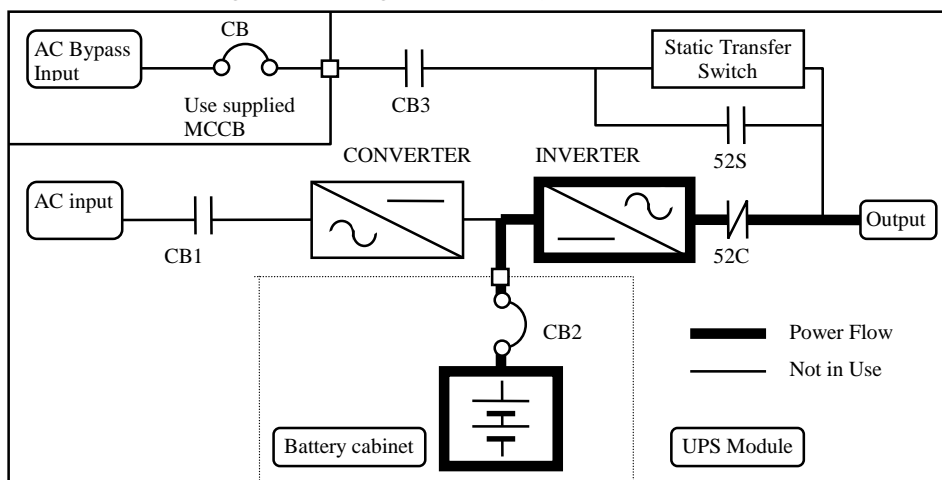 AC Bypass
Input
CB
Use supplied
MCCB
CB3
Static Transfer
Switch
52S
CONVERTER
INVERTER
AC input
CB1
52C
Output
CB2
Power Flow
Not in Use
Battery cabinet
UPS Module